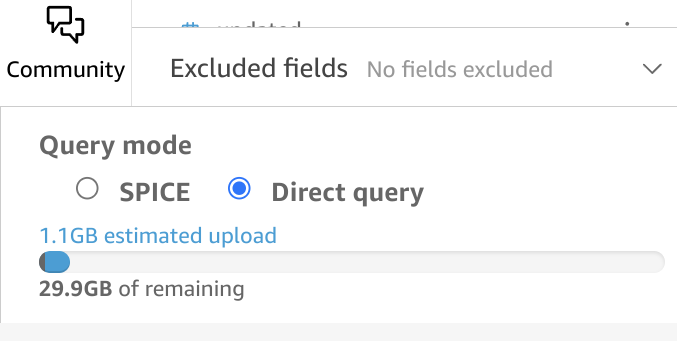 updated
Community
Excluded fields No fields excluded
Query mode
SPICE Direct query
1.1GB estimated upload
29.9GB of remaining